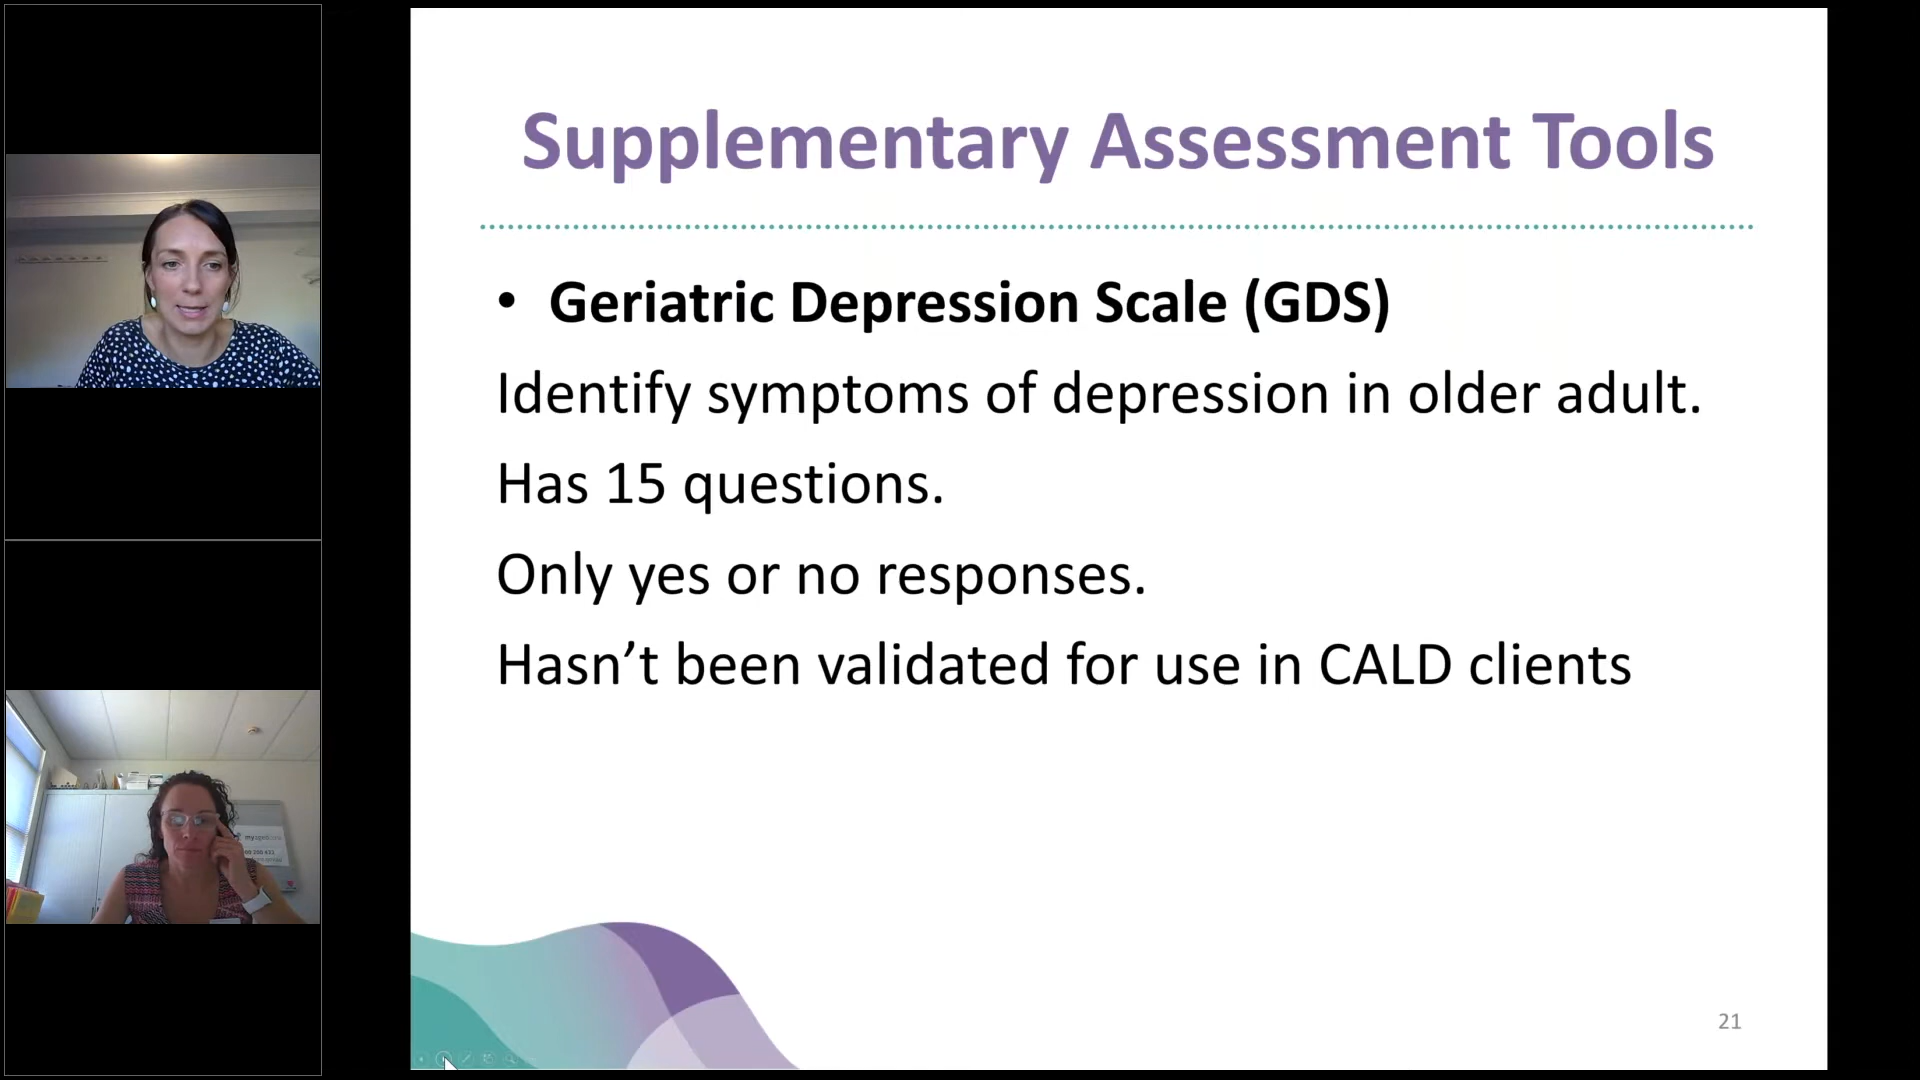 Supplementary Assessment Tools
• Geriatric Depression Scale (GDS)
Identify symptoms of depression in older adult.
Has 15 questions.
Only yes or no responses.
Hasn’t been validated for use in CALD clients
21